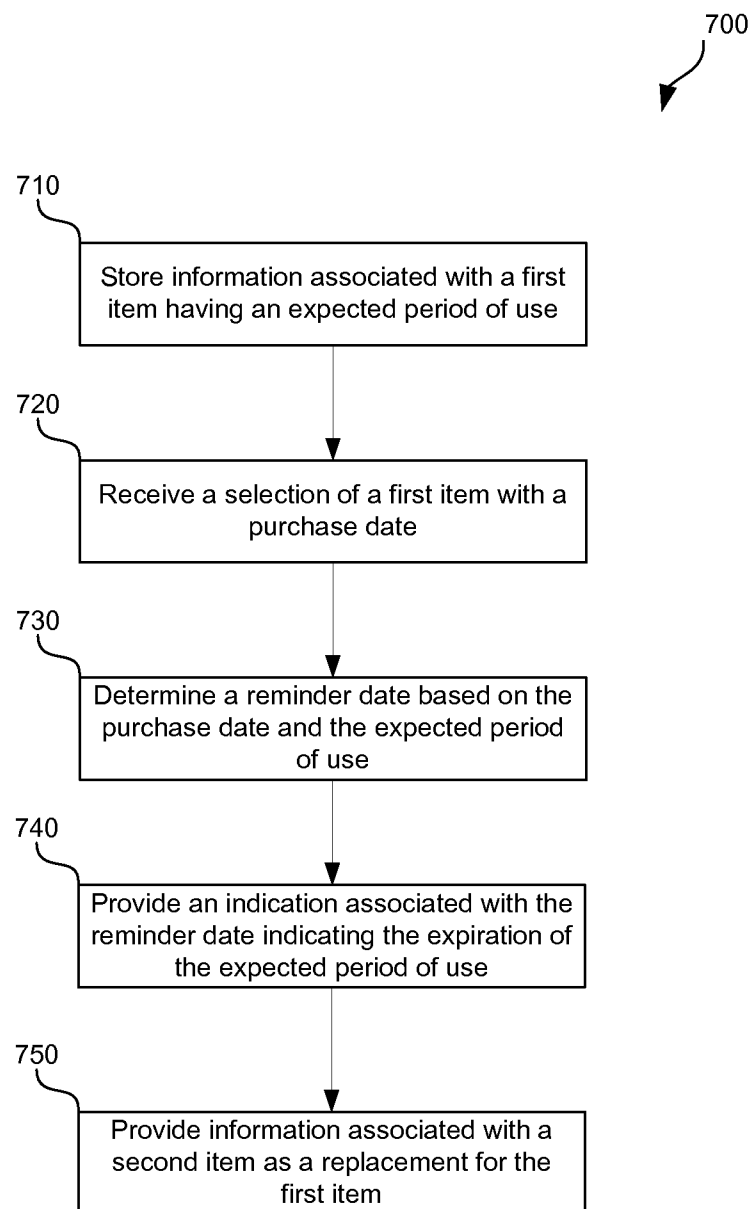 700
710
Store information associated with a first
item having an expected period of use
720
Receive a selection of a first item with a
purchase date
730
Determine a reminder date based on the
purchase date and the expected period
of use
740
Provide an indication associated with the
reminder date indicating the expiration of
the expected period of use
750
Provide information associated with a
second item as a replacement for the
first item